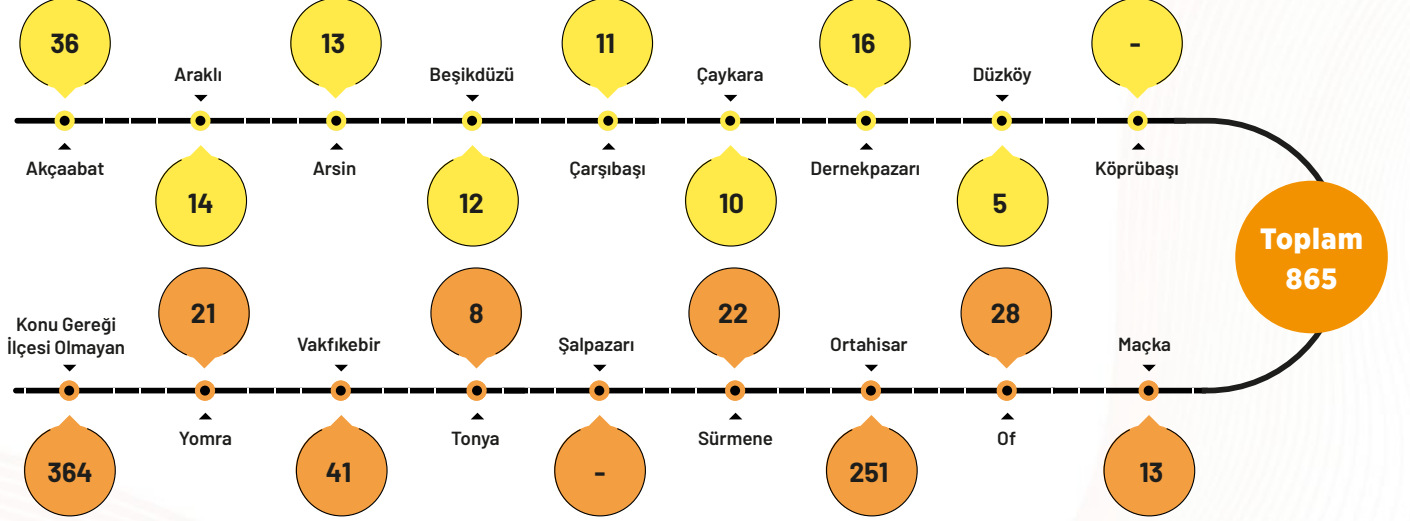 36
13
11
16
-
Araklı
Beşikdüzü
Çaykara
Düzköy
Akçaabat
Arsin
Çarşıbaşı
Dernekpazarı
Köprübaşı
14
12
10
5
Toplam
865
21
8
22
28
Konu Gereği
İlçesi Olmayan
Vakfıkebir
Şalpazarı
Ortahisar
Maçka
Yomra
Tonya
Sürmene
Of
364
41
-
251
13